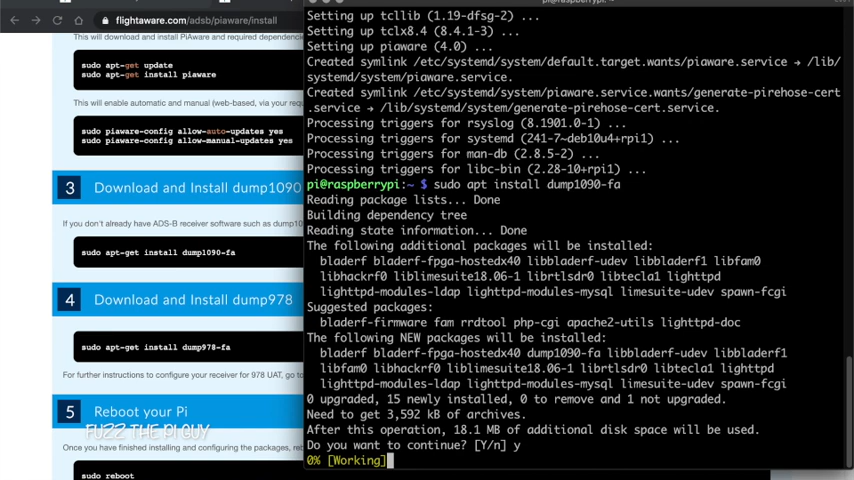 pi@raspberrypi: ~
flightaware.com/adsb/piaware/install
This will download and install PiAware and required dependencie
sudo apt-get update
sudo apt-get install piaware
This will enable automatic and manual (web-based, via your requ
sudo piaware-config allow-auto-updates yes
sudo piaware-config allow-manual-updates yes
3 Download and Install dump1090
If you don't already have ADS-B receiver software such as dump10
sudo apt-get install dump1090-fa
4 Download and Install dump978
sudo apt-get install dump978-fa
For further instructions to configure your receiver for 978 UAT, go to
5 Reboot your Pi
FUZZ THE PI GUY
Once you have finished installing and configuring the packages, re
sudo reboot
Setting up tcllib (1.19-dfsg-2) ...
Setting up tclx8.4 (8.4.1-3) ...
Setting up piaware (4.0) ...
Created symlink /etc/systemd/system/default.target.wants/piaware.service → /lib/
systemd/system/piaware.service.
Created symlink /etc/systemd/system/piaware.service.wants/generate-pirehose-cert
.service → /lib/systemd/system/generate-pirehose-cert.service.
Processing triggers for rsyslog (8.1901.0-1) ...
Processing triggers for systemd (241-7~deb10u4+rpi1) ...
Processing triggers for man-db (2.8.5-2) ...
Processing triggers for libc-bin (2.28-10+rpi1) ...
pi@raspberrypi:~ $ sudo apt install dump1090-fa
Reading package lists... Done
Building dependency tree
Reading state information... Done
The following additional packages will be installed:
bladerf bladerf-fpga-hostedx40 libbladerf-udev libbladerf1 libfam0
libhackrf0 liblimesuite18.06-1 librtlsdr0 libtecla1 lighttpd
lighttpd-modules-ldap lighttpd-modules-mysql limesuite-udev spawn-fcgi
Suggested packages:
bladerf-firmware fam rrdtool php-cgi apache2-utils lighttpd-doc
The following NEW packages will be installed:
bladerf bladerf-fpga-hostedx40 dump1090-fa libbladerf-udev libbladerf1
libfam0 libhackrf0 liblimesuite18.06-1 librtlsdr0 libtecla1 lighttpd
lighttpd-modules-ldap lighttpd-modules-mysql limesuite-udev spawn-fcgi
0 upgraded, 15 newly installed, 0 to remove and 1 not upgraded.
Need to get 3,592 kB of archives.
After this operation, 18.1 MB of additional disk space will be used.
Do you want to continue? [Y/n] y
0% [Working]